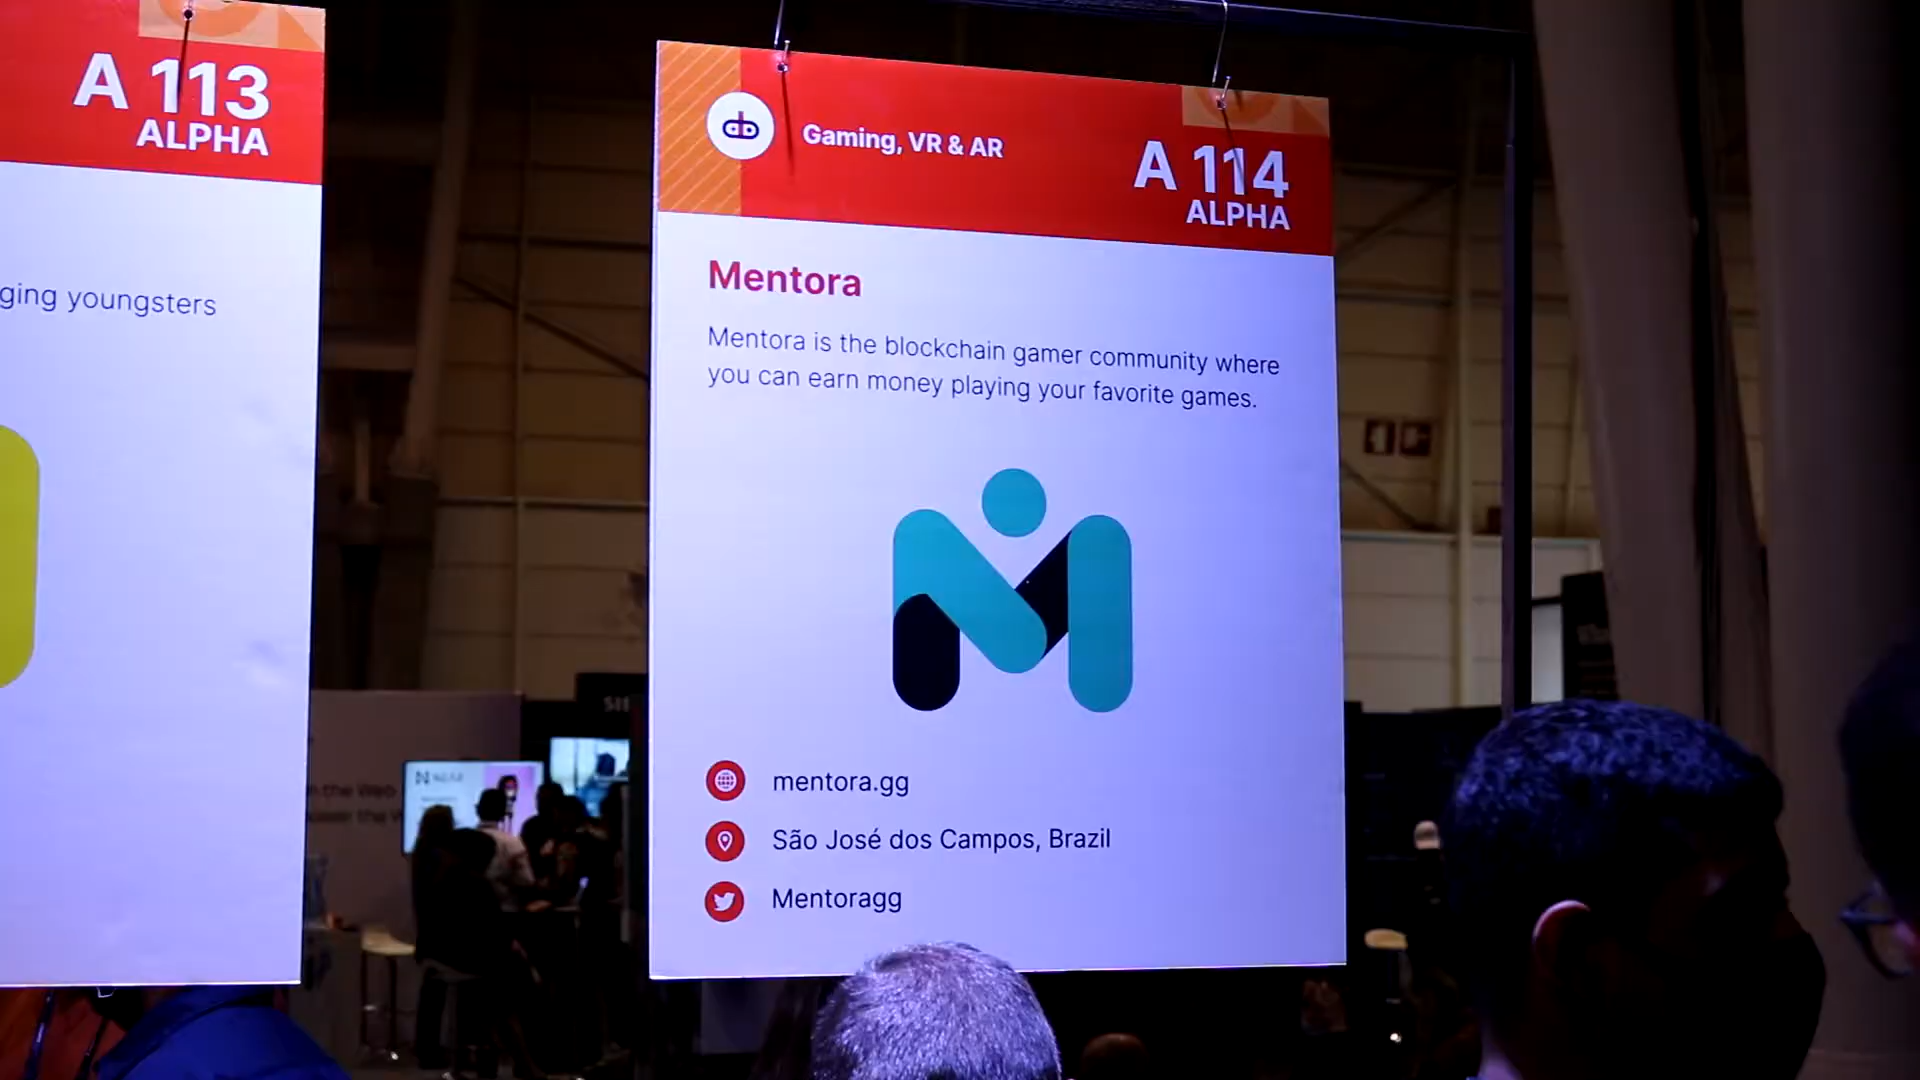 A 113
ALPHA
ging youngsters
Gaming, VR & AR
A 114
ALPHA
Mentora
Mentora is the blockchain gamer community where
you can earn money playing your favorite games.
mentora.gg
São José dos Campos, Brazil
Mentoragg